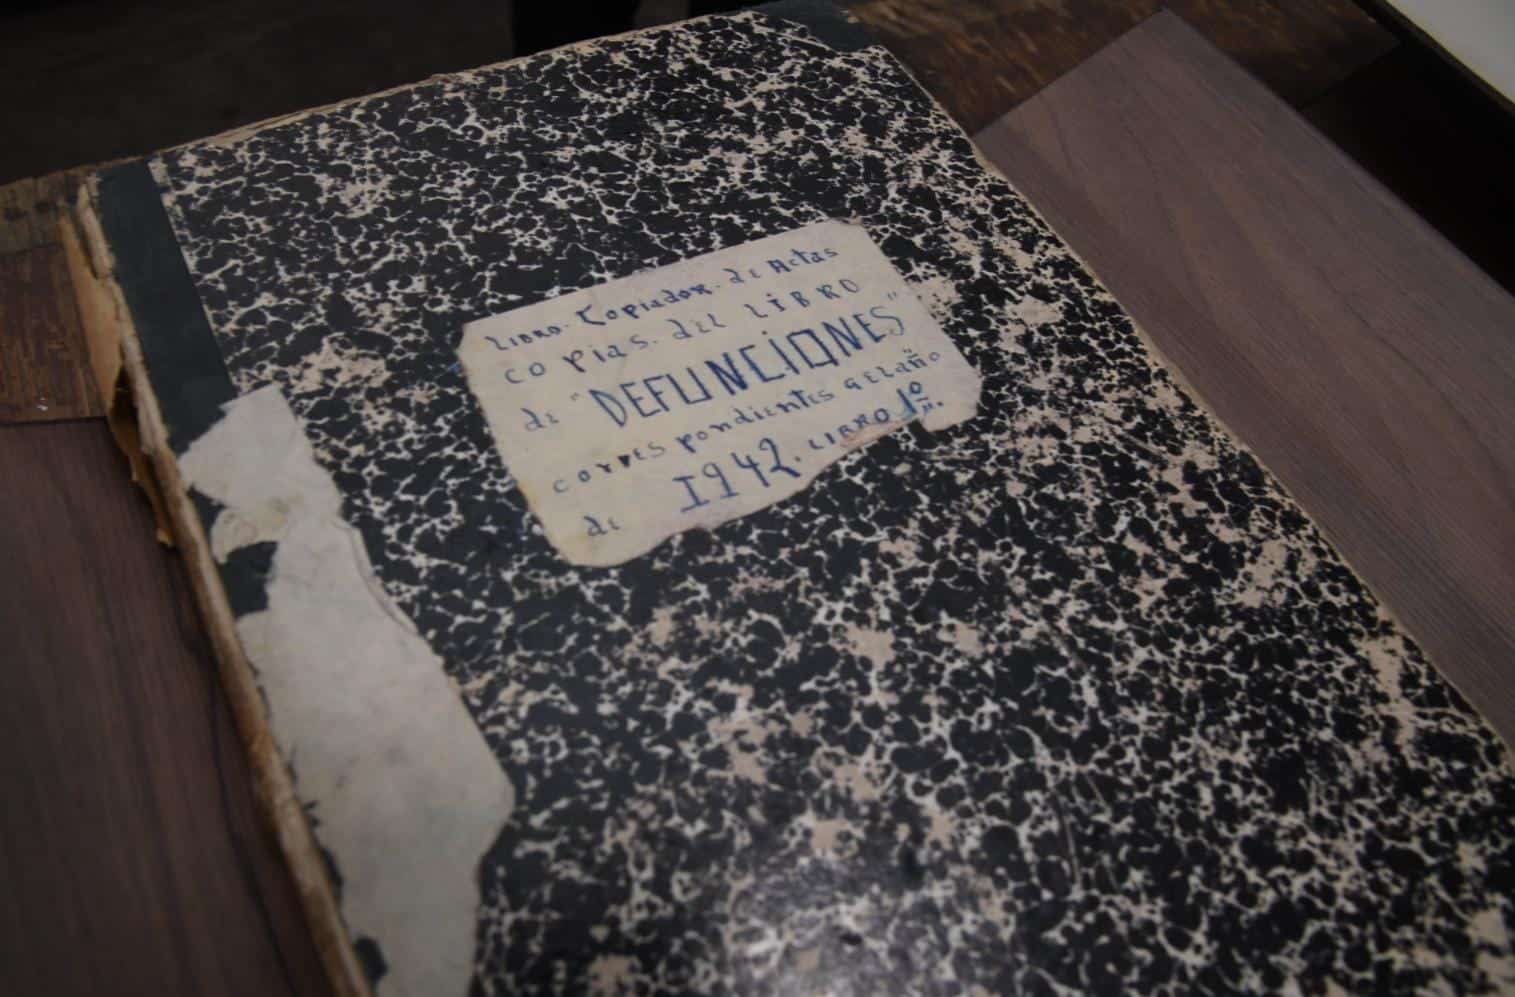 LIBRO. Copiador. de Actas
copias. del LIBRO
de "DEFUNCIONES"
correspondientes al año
de 1942. LIBRO 1º